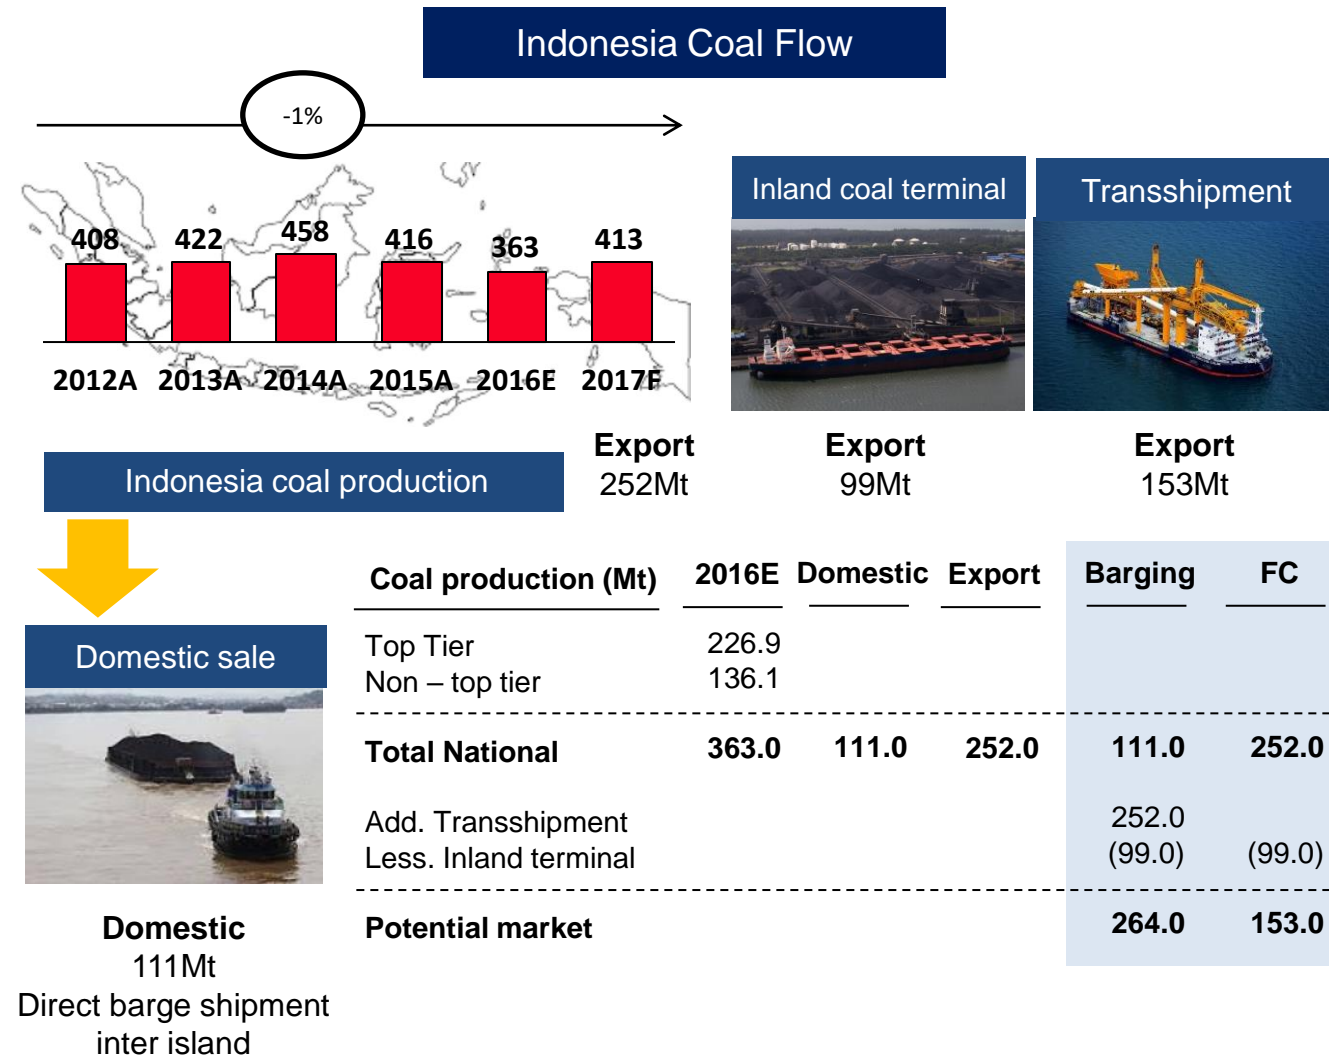 Indonesia Coal Flow
-1%
408 422 458 416 363 413
2012A 2013A 2014A 2015A 2016E 2017F
Inland coal terminal
Transshipment
Indonesia coal production
Export
252Mt
Export
99Mt
Export
153Mt
Domestic sale
Domestic
111Mt
Direct barge shipment
inter island
Coal production (Mt) 2016E Domestic Export Barging FC
Top Tier 226.9
Non – top tier 136.1
Total National 363.0 111.0 252.0 111.0 252.0
Add. Transshipment 252.0
Less. Inland terminal (99.0) (99.0)
Potential market 264.0 153.0